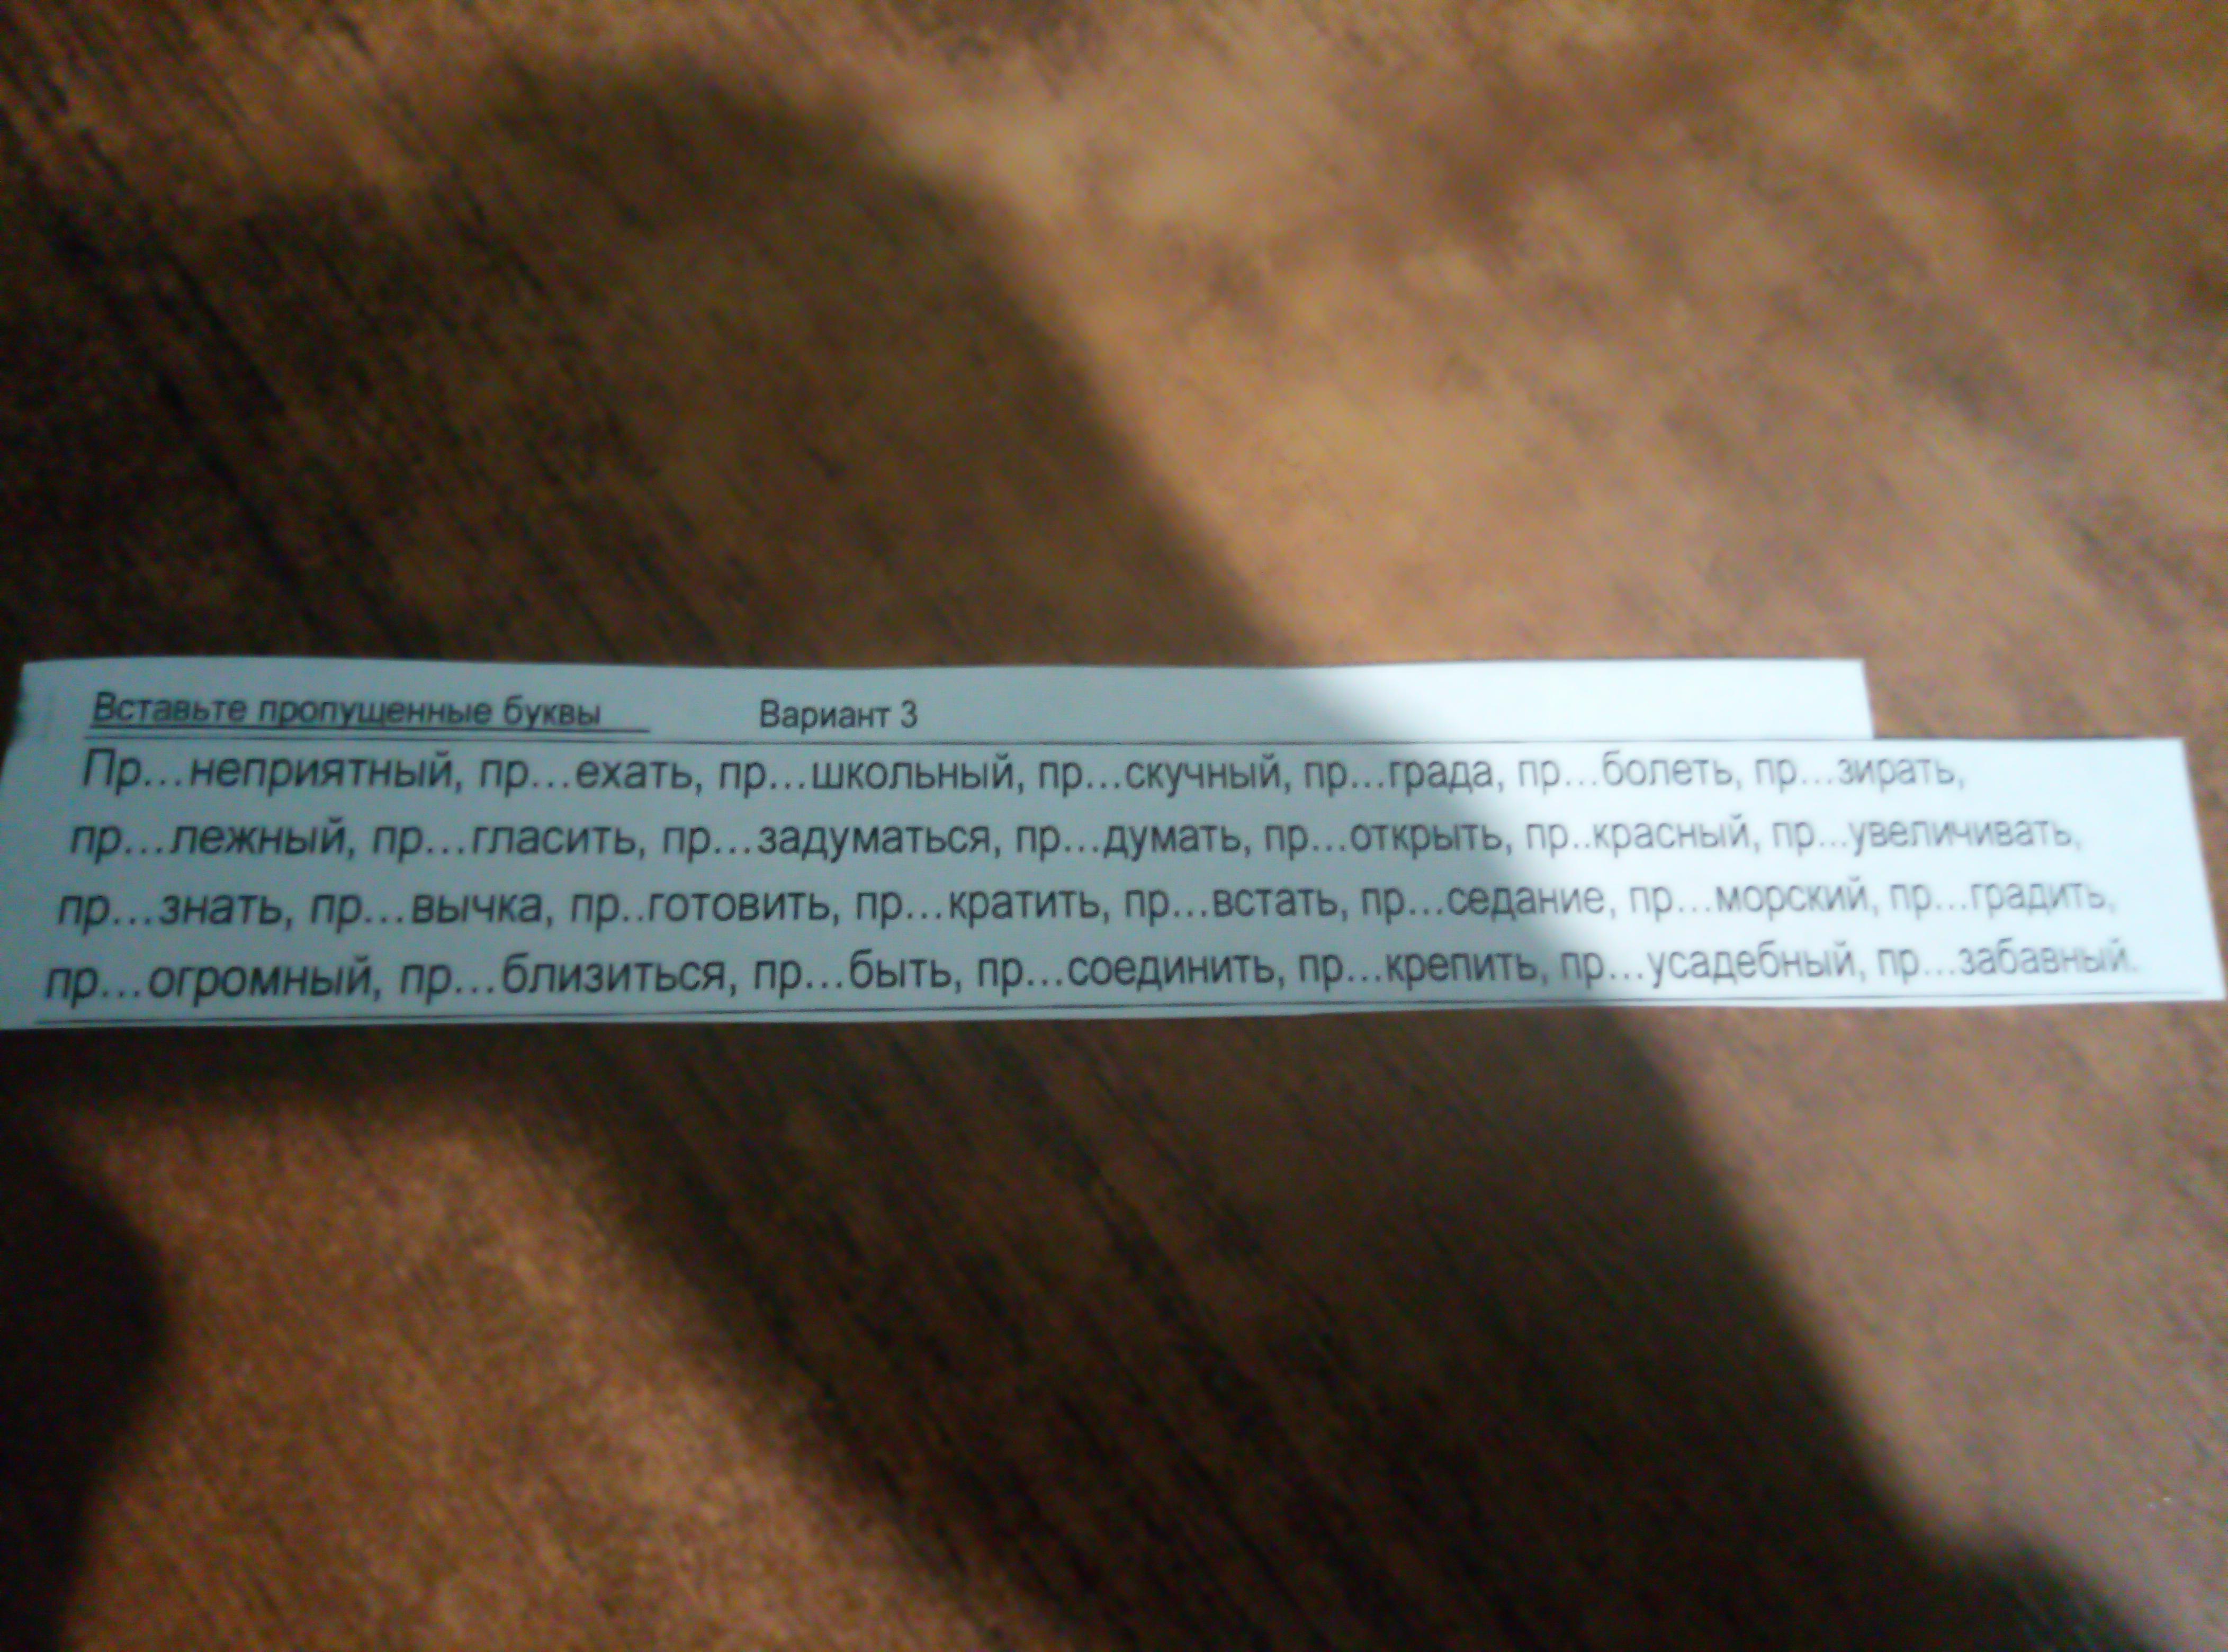 Вставьте пропущенные буквы Вариант 3
Пр...неприятный, пр...ехать, пр...школьный, пр...скучный, пр...града, пр...болеть, пр...зирать,
пр...лежный, пр...гласить, пр...задуматься, пр...думать, пр...открыть, пр..красный, пр...увеличивать,
пр...знать, пр...вычка, пр..готовить, пр...кратить, пр...встать, пр...седание, пр...морский, пр...градить,
пр...огромный, пр...близиться, пр...быть, пр...соединить, пр...крепить, пр...усадебный, пр...забавный.